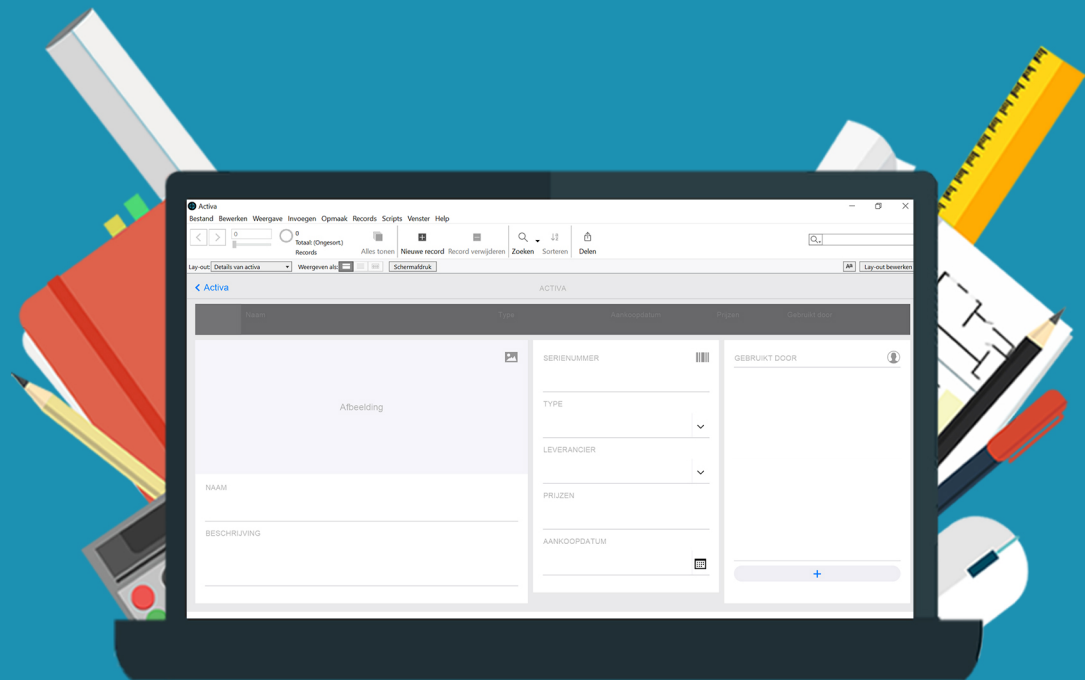 Activa
Bestand Bewerken Weergave Invoegen Opmaak Records Scripts Venster Help
0
0
Totaal: (Ongesort.)
Records
Alles tonen Nieuwe record Record verwijderen Zoeken Sorteren Delen
Lay-out: Details van activa Weergeven als: Schermafdruk Aª Lay-out bewerken
Activa
ACTIVA
Naam Type Aankoopdatum Prijzen Gebruikt door
Afbeelding
NAAM
BESCHRIJVING
SERIENUMMER
TYPE
LEVERANCIER
PRIJZEN
AANKOOPDATUM
GEBRUIKT DOOR
+